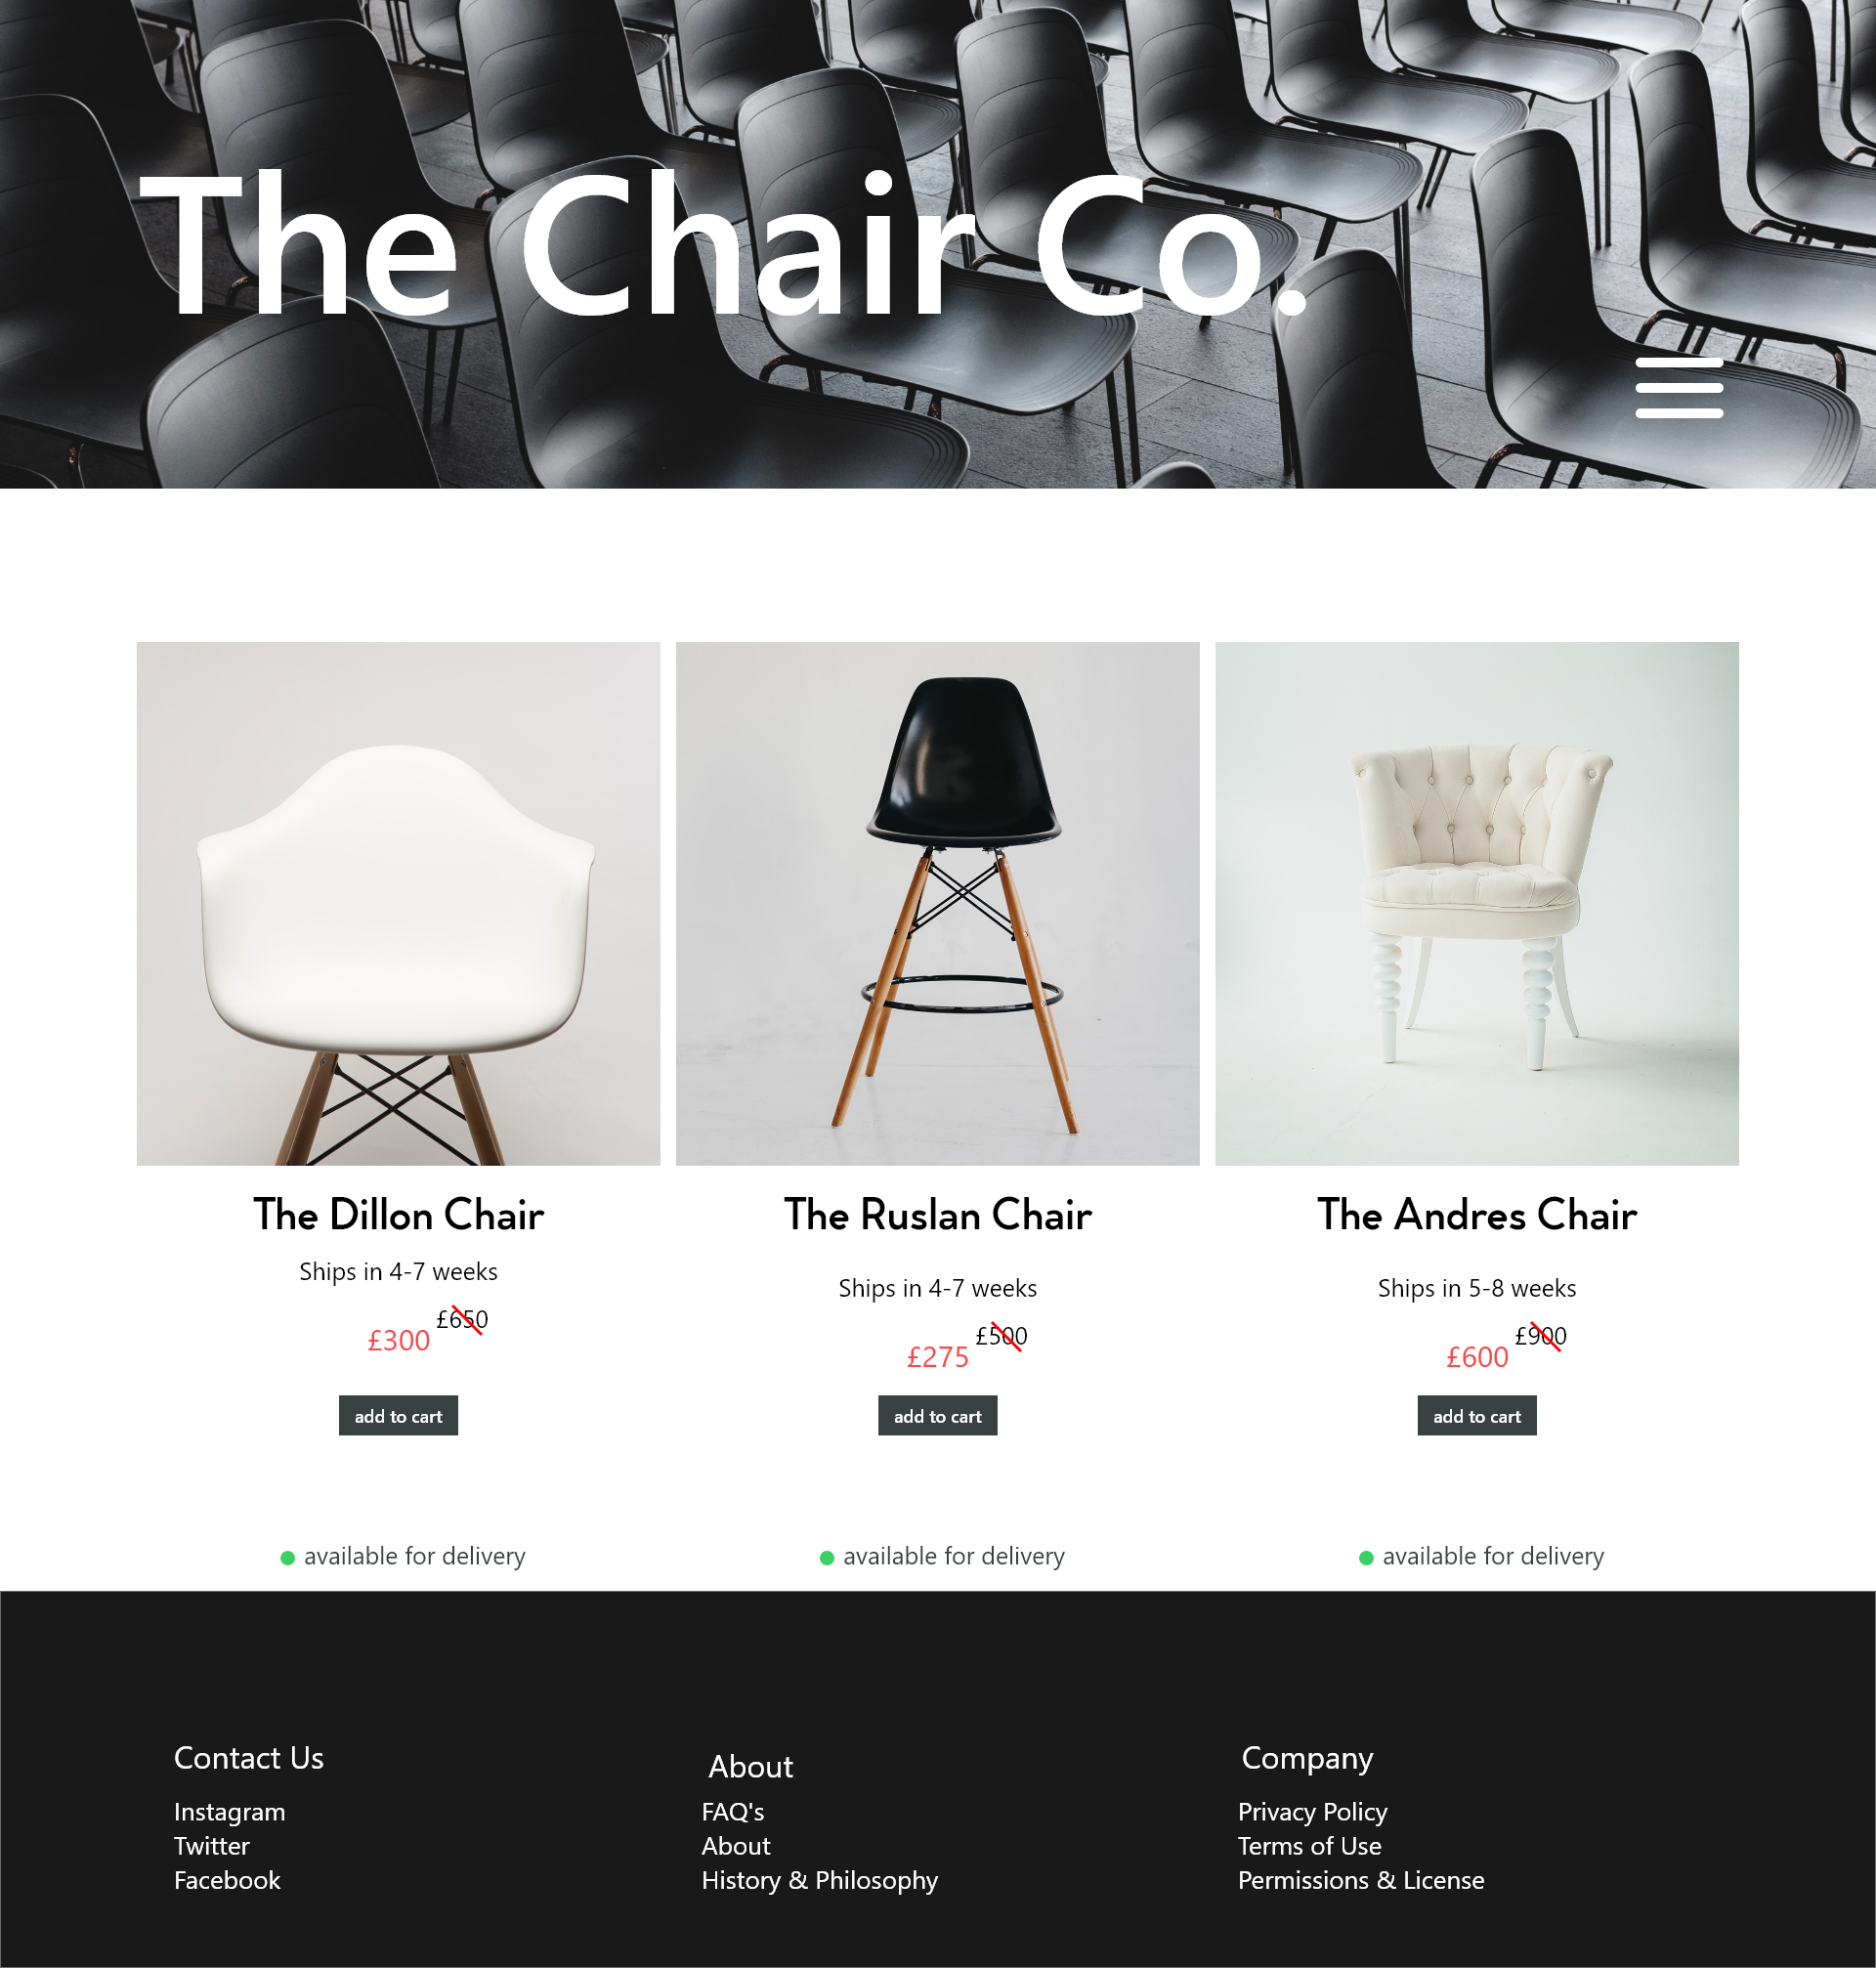 The Chair Co.
The Dillon Chair
Ships in 4-7 weeks
£300 £650
add to cart
available for delivery
The Ruslan Chair
Ships in 4-7 weeks
£275 £500
add to cart
available for delivery
The Andres Chair
Ships in 5-8 weeks
£600 £900
add to cart
available for delivery
Contact Us
Instagram
Twitter
Facebook
About
FAQ's
About
History & Philosophy
Company
Privacy Policy
Terms of Use
Permissions & License